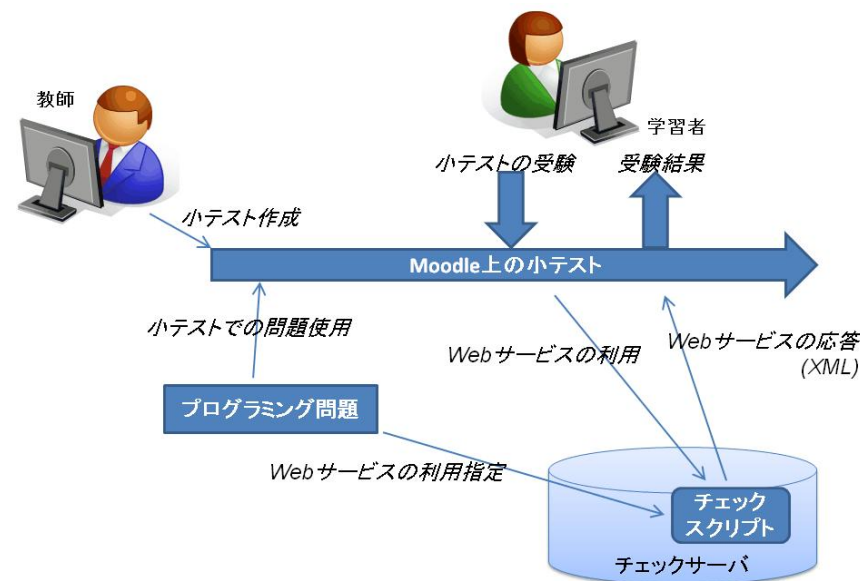 教師
学習者
小テストの受験
受験結果
小テスト作成
Moodle上の小テスト
小テストでの問題使用
Webサービスの利用
Webサービスの応答
(XML)
プログラミング問題
Webサービスの利用指定
チェック
スクリプト
チェックサーバ